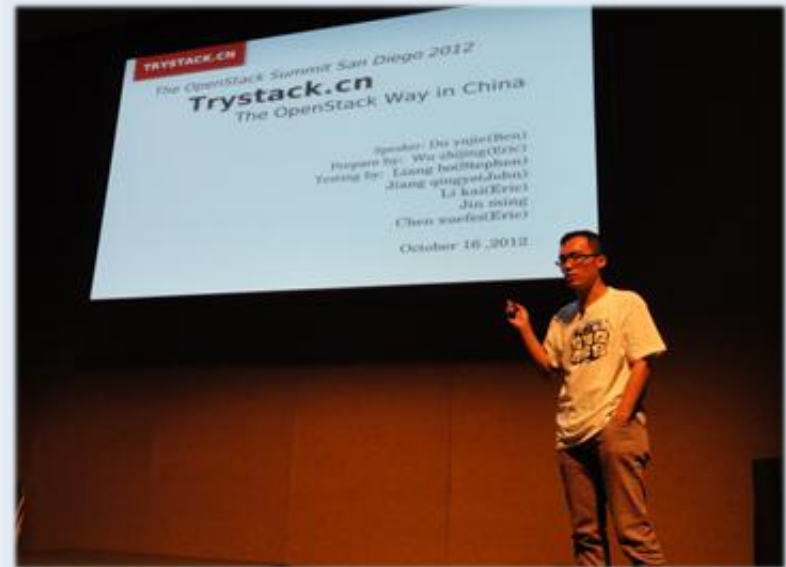 TRYSTACK.CN
The OpenStack Summit San Diego 2012
Trystack.cn
The OpenStack Way in China
Speaker: Du yujie(Ben)
Prepare by: Wu zhijing(Eric)
Testing by: Liang bo(Stephen)
Jiang qingye(John)
Li kai(Eric)
Jin ming
Chen xuefei(Eric)
October 16 ,2012